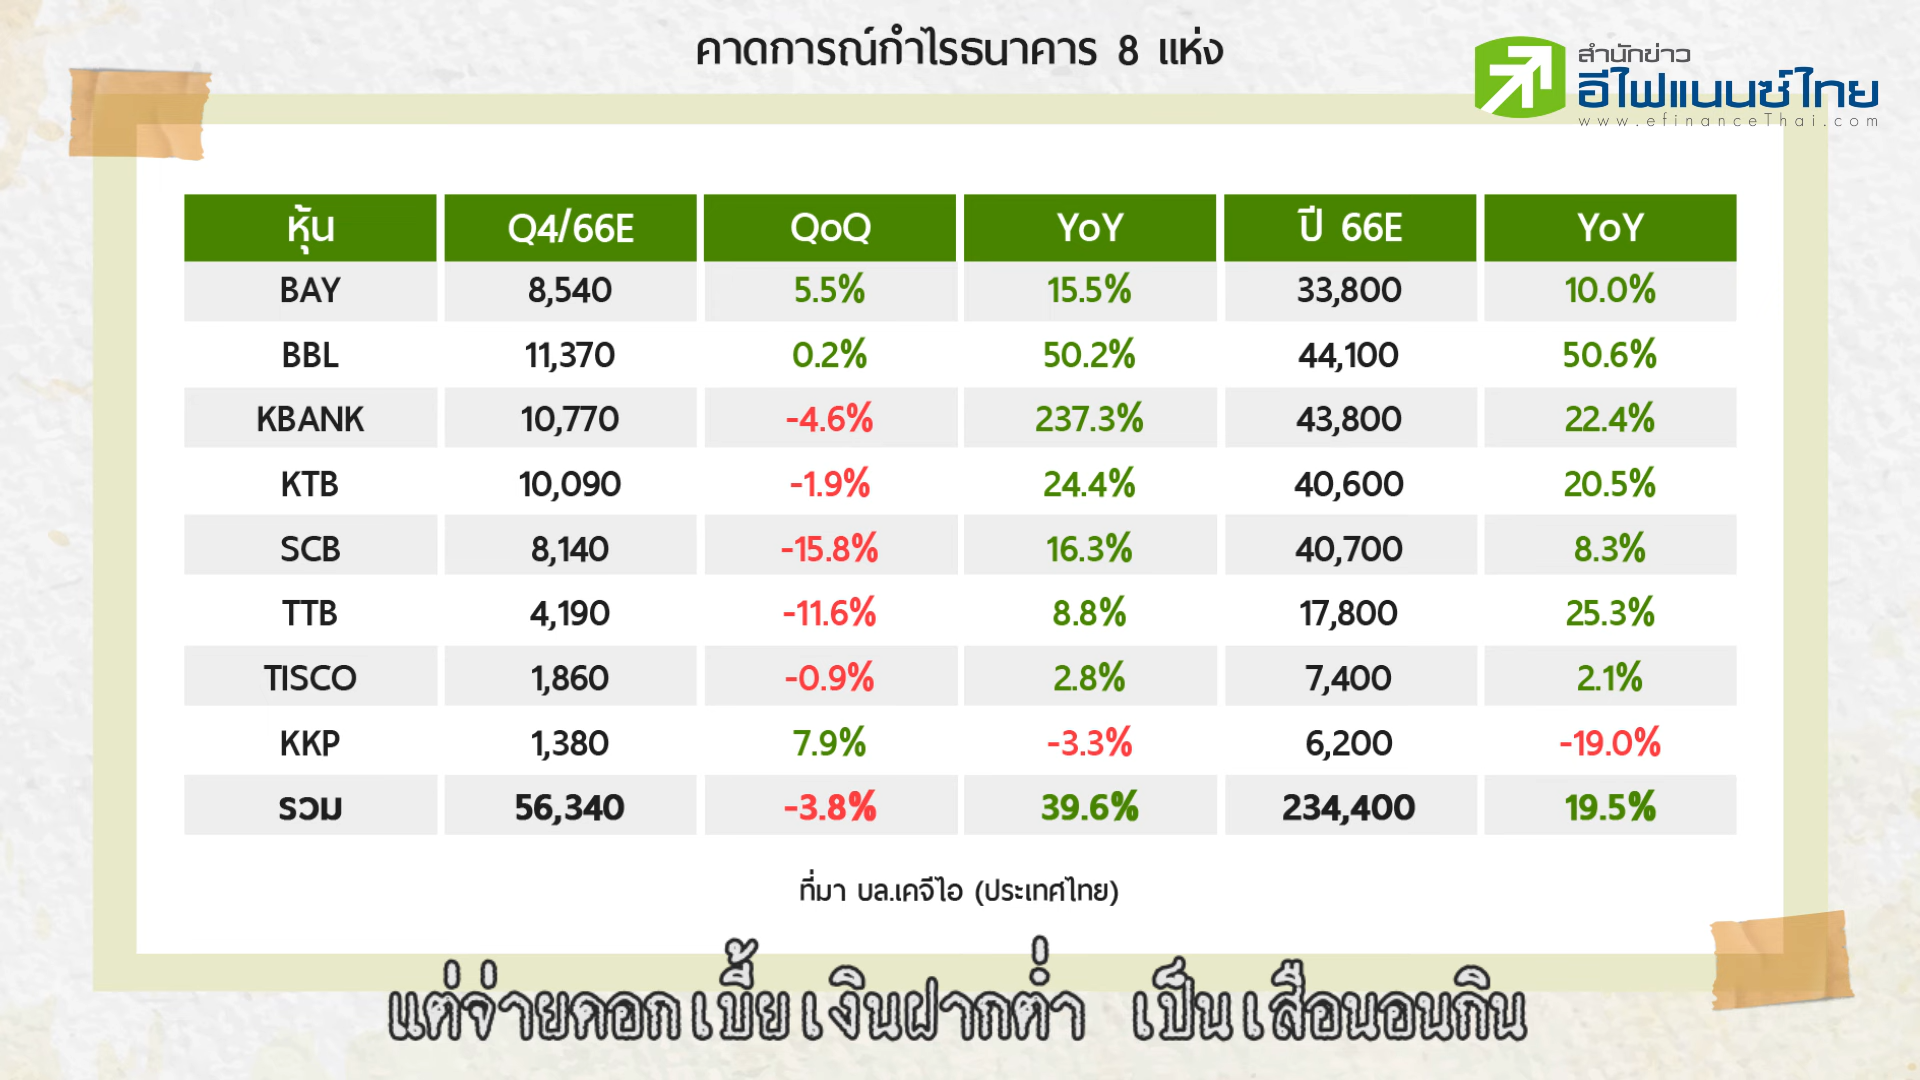 คาดการณ์กำไรธนาคาร 8 แห่ง
สำนักข่าว
อีไฟแนนซ์ไทย
www.efinanceThai.com
หุ้น Q4/66E QoQ YoY ปี 66E YoY
BAY 8,540 5.5% 15.5% 33,800 10.0%
BBL 11,370 0.2% 50.2% 44,100 50.6%
KBANK 10,770 -4.6% 237.3% 43,800 22.4%
KTB 10,090 -1.9% 24.4% 40,600 20.5%
SCB 8,140 -15.8% 16.3% 40,700 8.3%
TTB 4,190 -11.6% 8.8% 17,800 25.3%
TISCO 1,860 -0.9% 2.8% 7,400 2.1%
KKP 1,380 7.9% -3.3% 6,200 -19.0%
รวม 56,340 -3.8% 39.6% 234,400 19.5%
ที่มา บล.เคจีไอ (ประเทศไทย)
แต่จ่ายดอกเบี้ยเงินฝากต่ำ เป็นเสือนอนกิน